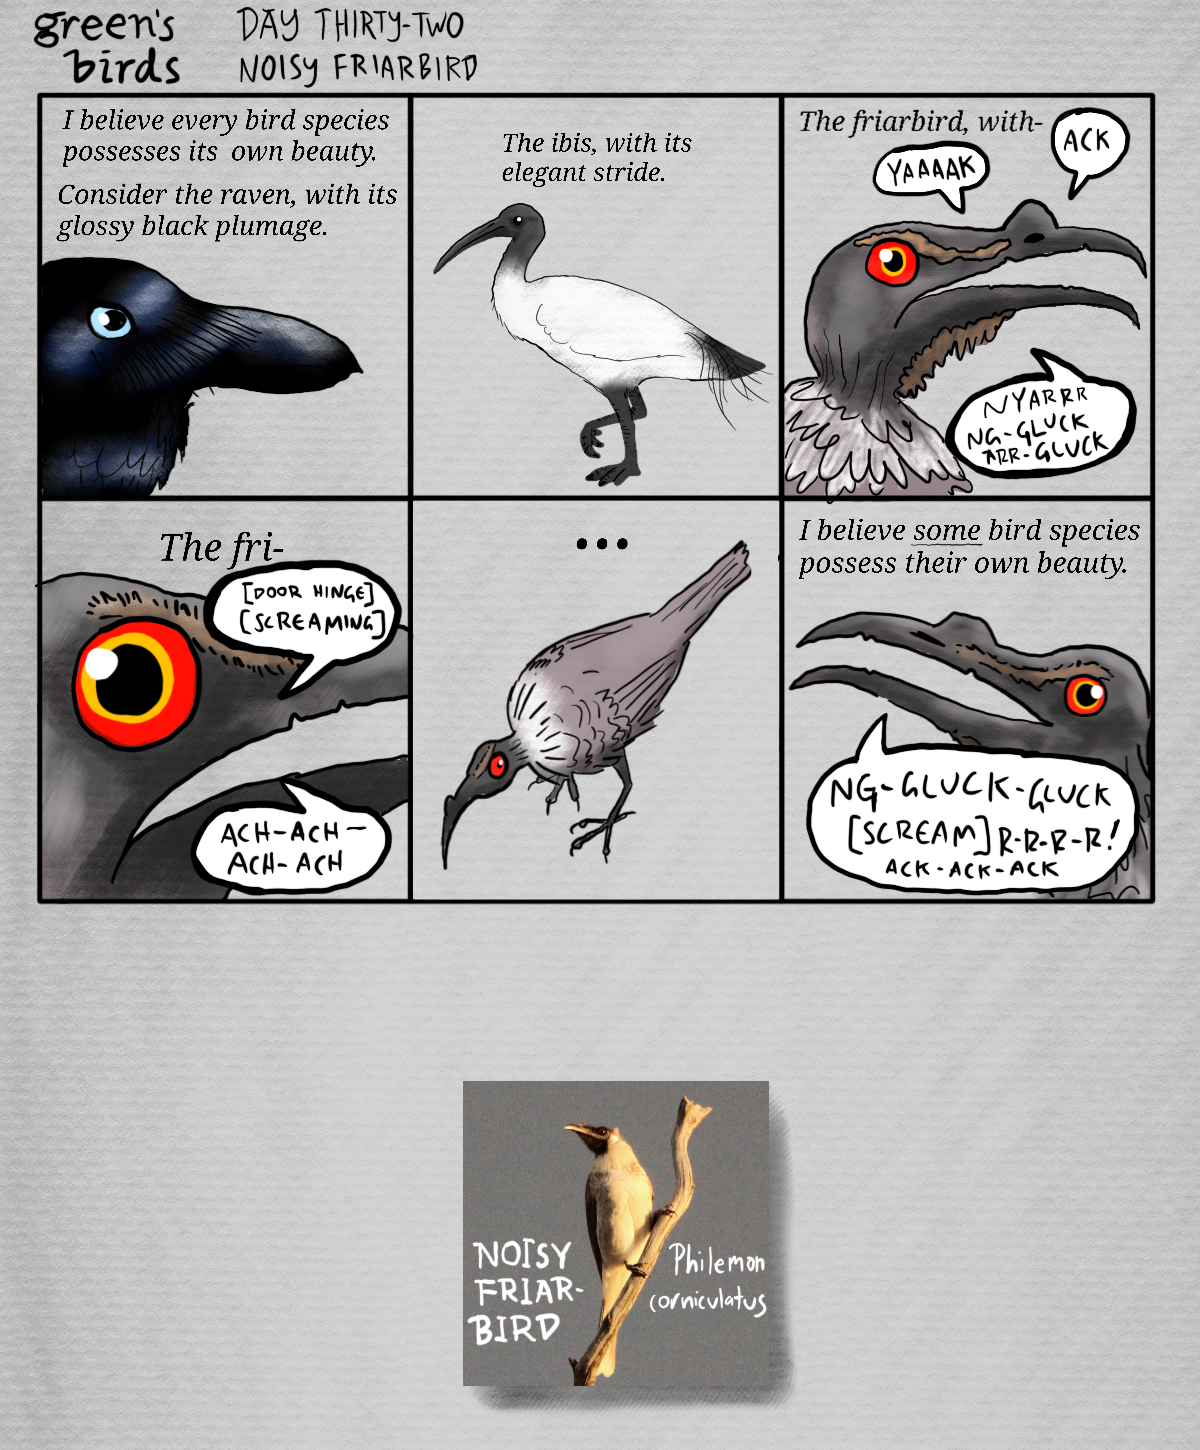 green's
birds
DAY THIRTY-TWO
NOISY FRIARBIRD
I believe every bird species
possesses its own beauty.
Consider the raven, with its
glossy black plumage.
The ibis, with its
elegant stride.
The friarbird, with-
ACK
YAAAAK
NYARRR
NG-GLUCK
ARR-GLUCK
The fri-
[DOOR HINGE]
[SCREAMING]
ACH-ACH-
ACH-ACH
...
I believe some bird species
possess their own beauty.
NG-GLUCK-GLUCK
[SCREAM] R-R-R-R!
ACK-ACK-ACK
NOISY
FRIAR-
BIRD
Philemon
corniculatus